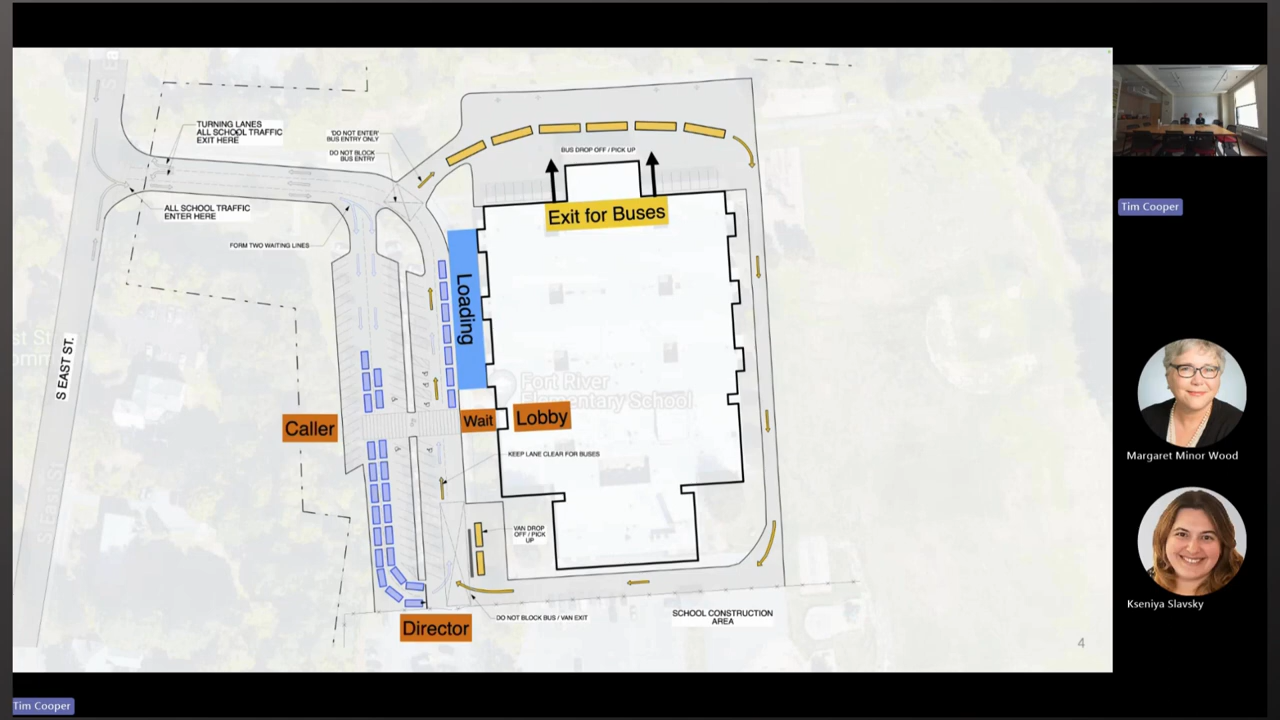 TURNING LANES
ALL SCHOOL TRAFFIC
EXIT HERE
'DO NOT ENTER'
BUS ENTRY ONLY
DO NOT BLOCK
BUS ENTRY
BUS DROP OFF / PICK UP
ALL SCHOOL TRAFFIC
ENTER HERE
FORM TWO WAITING LINES
Exit for Buses
Loading
S EAST ST.
Fort River
Elementary School
Caller
Wait
Lobby
KEEP LANE CLEAR FOR BUSES
VAN DROP
OFF / PICK
UP
S East St
DO NOT BLOCK BUS / VAN EXIT
SCHOOL CONSTRUCTION
AREA
Director
4
Tim Cooper
Margaret Minor Wood
Kseniya Slavsky
Tim Cooper